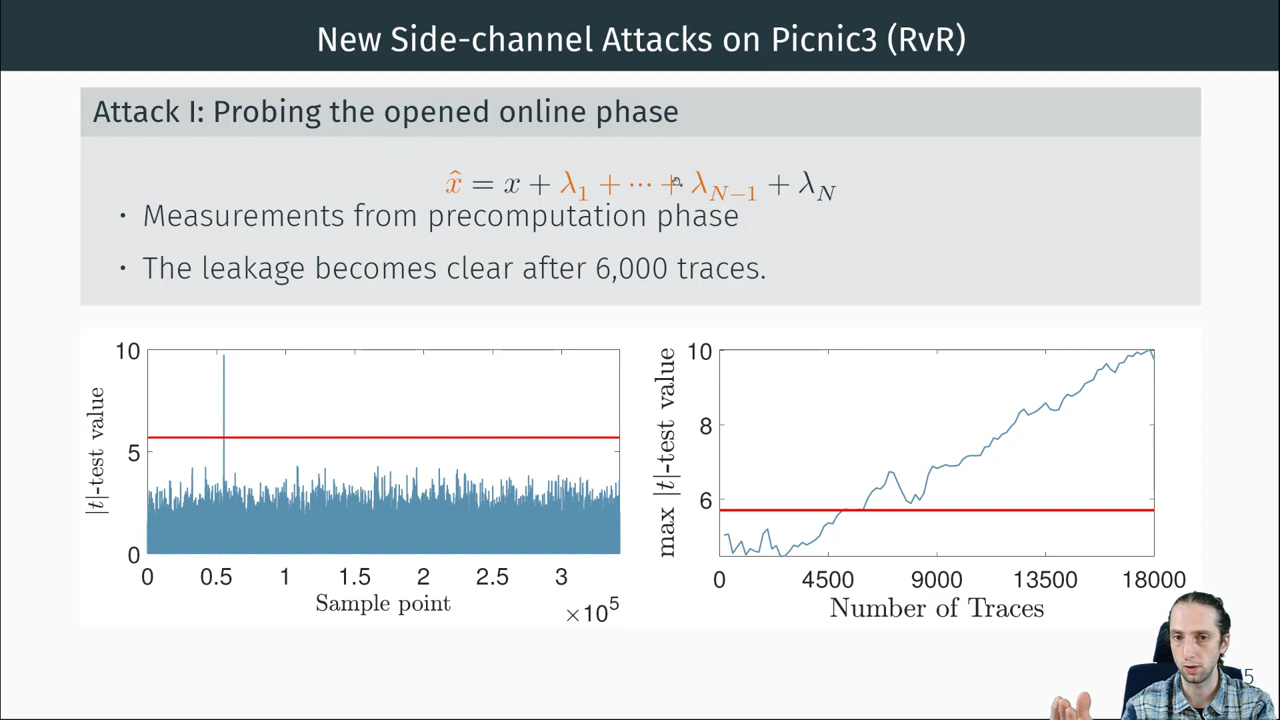 New Side-channel Attacks on Picnic3 (RvR)
Attack I: Probing the opened online phase
x̂ = x + λ₁ + ··· + λ_{N−1} + λ_N
• Measurements from precomputation phase
• The leakage becomes clear after 6,000 traces.
10
5
0
|t|-test value
0 0.5 1 1.5 2 2.5 3
Sample point
×10⁵
10
8
6
max |t|-test value
0 4500 9000 13500 18000
Number of Traces
5